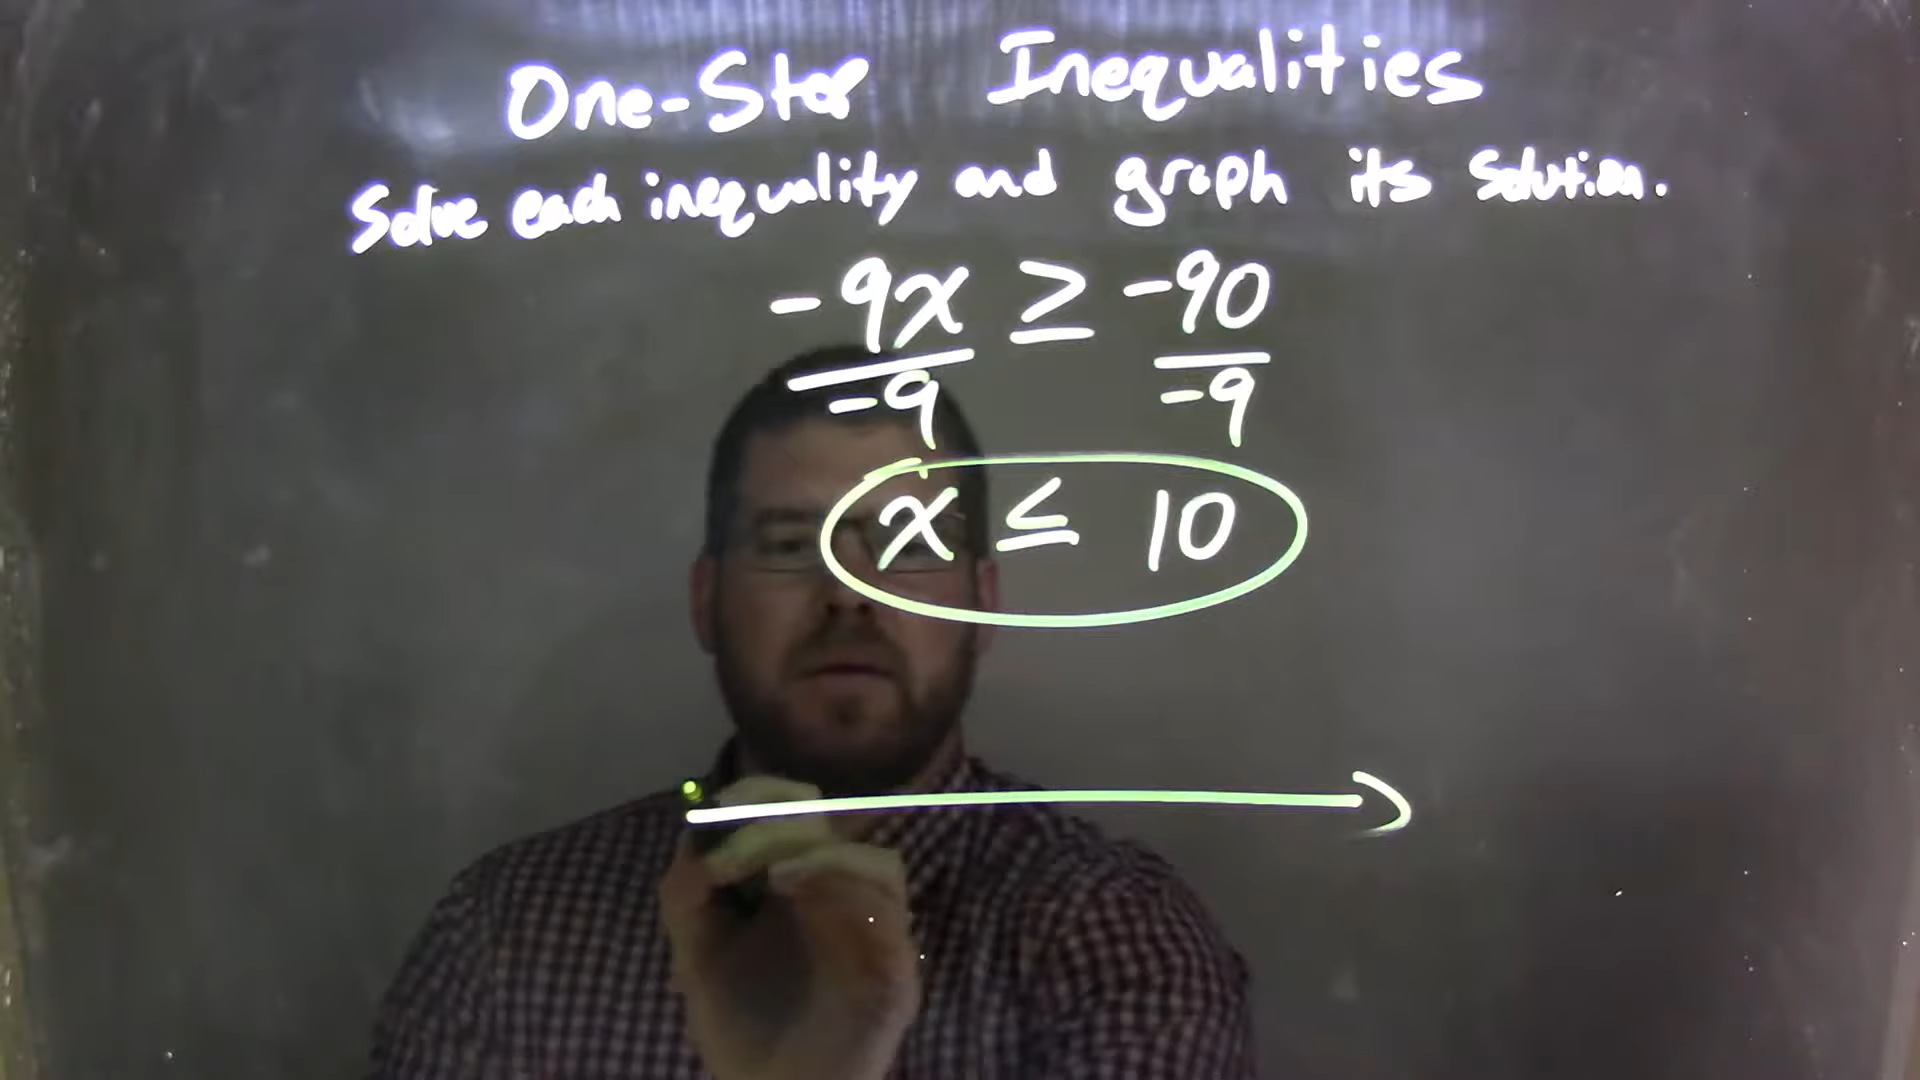 One-Step Inequalities
Solve each inequality and graph its solution.
-9x ≥ -90
-9 -9
x ≤ 10